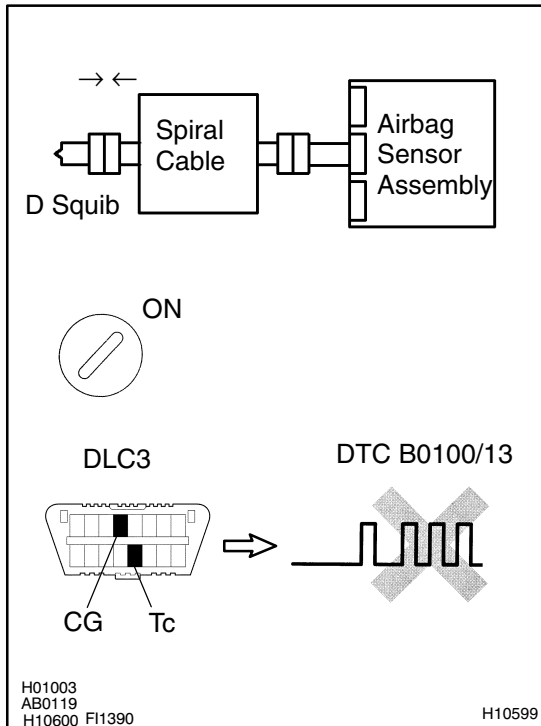 Spiral
Cable
Airbag
Sensor
Assembly
D Squib
ON
DLC3
DTC B0100/13
CG
Tc
H01003
AB0119
H10600 FI1390
H10599